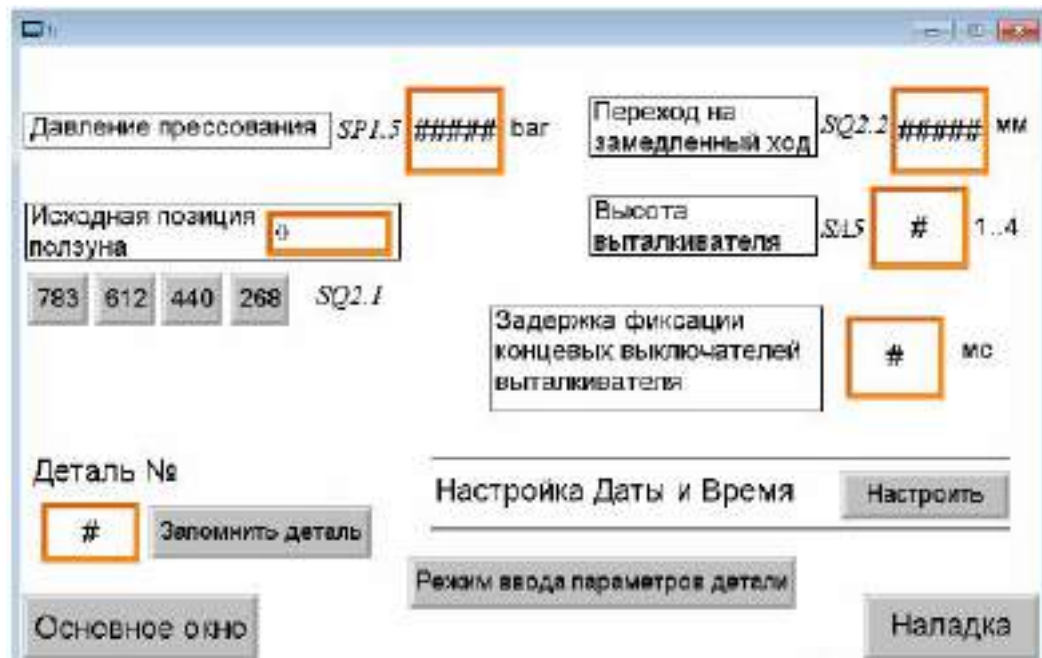 Давление прессования SP1.5 ##### bar
Переход на
замедленный ход SQ2.2 ##### мм
Исходная позиция
ползуна 0
Высота
выталкивателя SA5 # 1..4
783 612 440 268 SQ2.1
Задержка фиксации
концевых выключателей
выталкивателя # мс
Деталь №
# Запомнить деталь
Настройка Даты и Время Настроить
Режим ввода параметров детали
Основное окно
Наладка